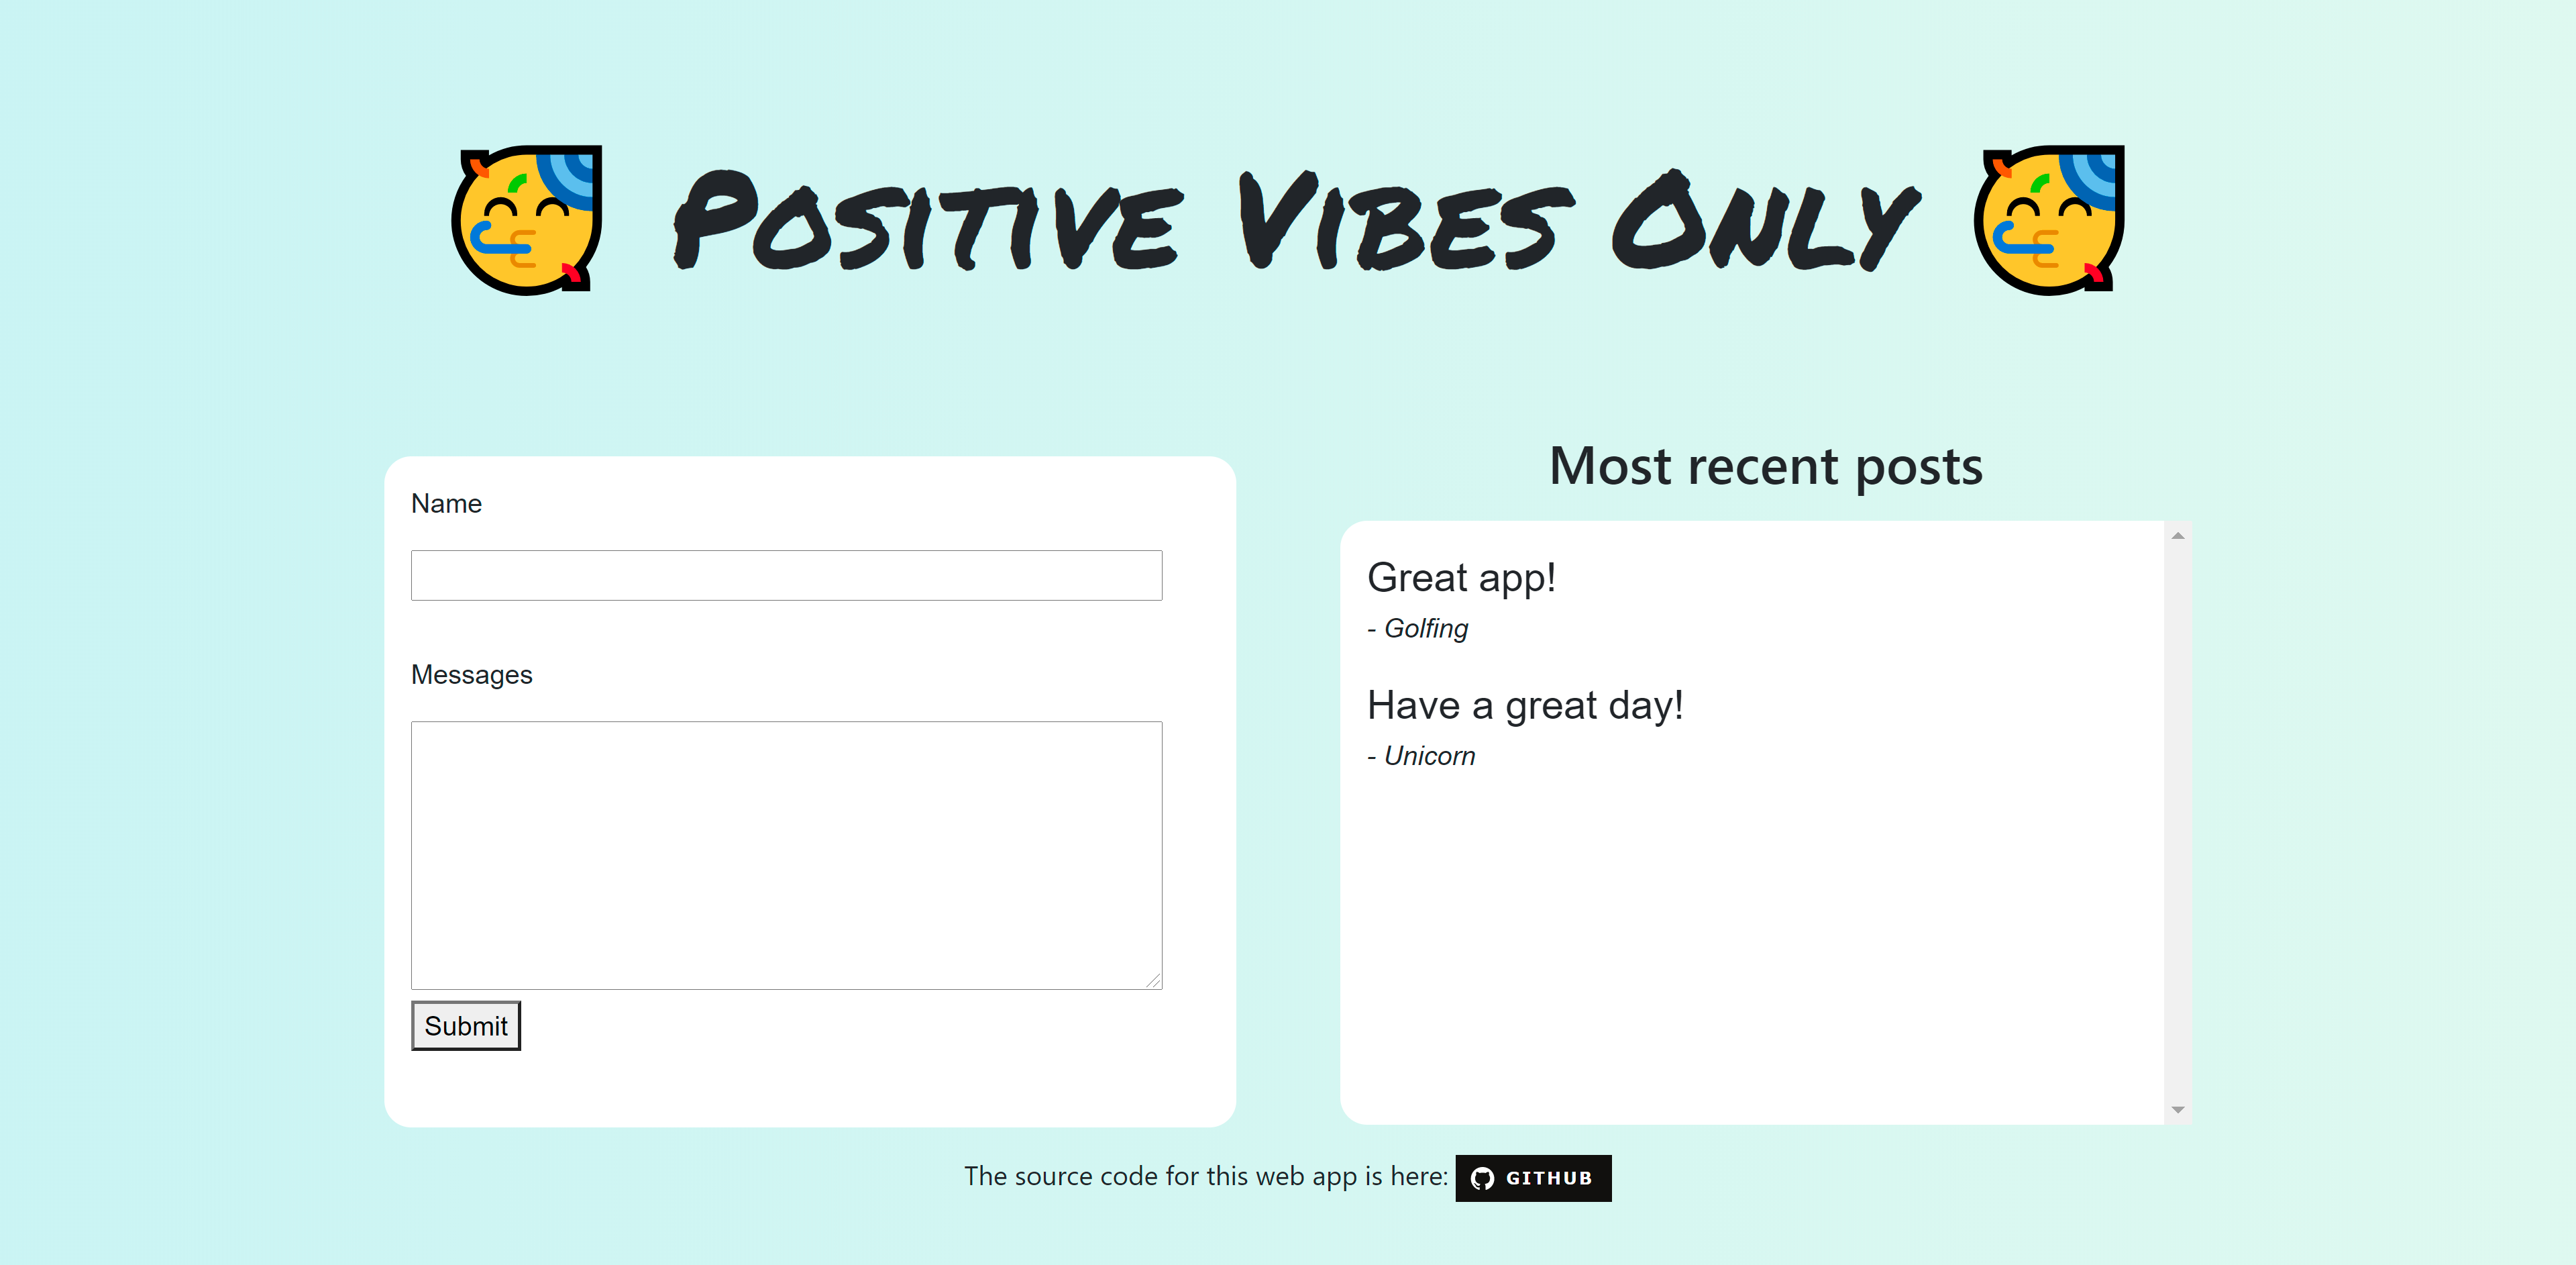 Positive Vibes Only
Name
Messages
Submit
Most recent posts
Great app!
- Golfing
Have a great day!
- Unicorn
The source code for this web app is here: GITHUB